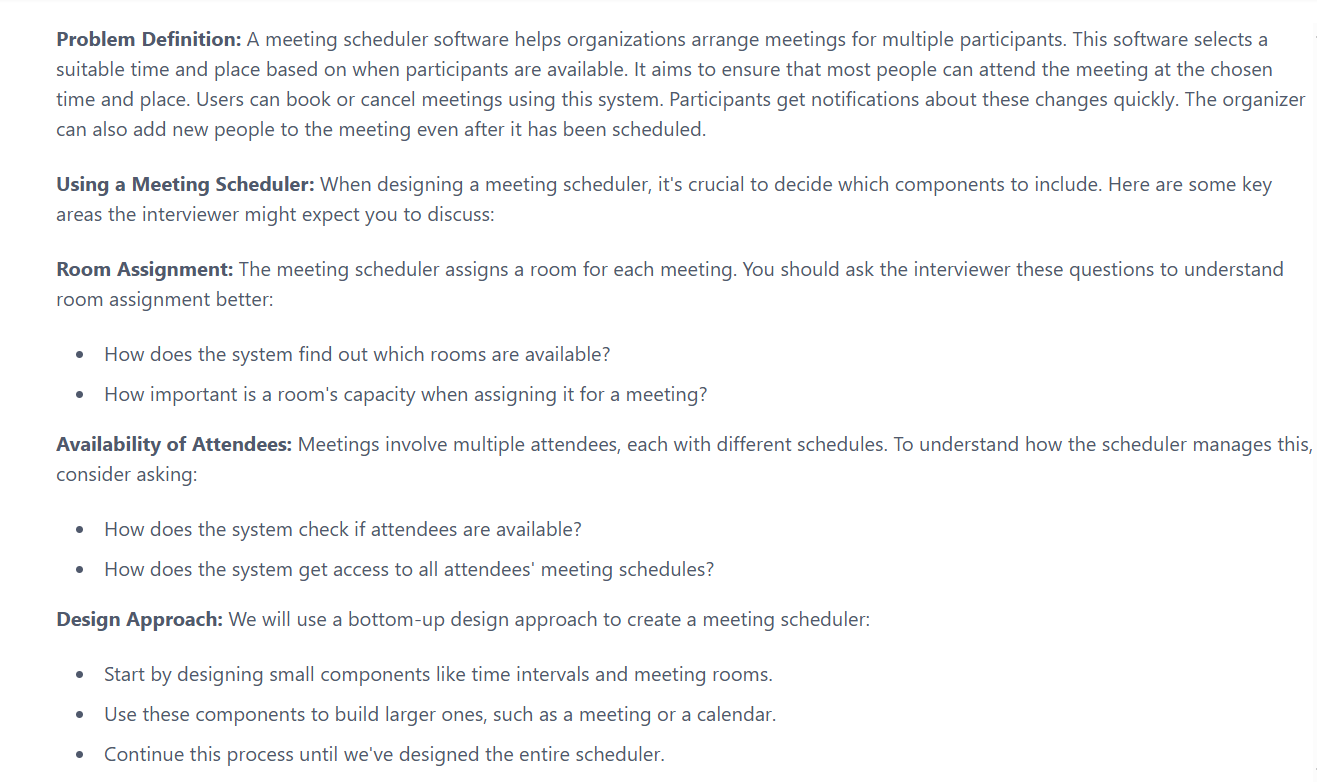 Problem Definition: A meeting scheduler software helps organizations arrange meetings for multiple participants. This software selects a
suitable time and place based on when participants are available. It aims to ensure that most people can attend the meeting at the chosen
time and place. Users can book or cancel meetings using this system. Participants get notifications about these changes quickly. The organizer
can also add new people to the meeting even after it has been scheduled.
Using a Meeting Scheduler: When designing a meeting scheduler, it's crucial to decide which components to include. Here are some key
areas the interviewer might expect you to discuss:
Room Assignment: The meeting scheduler assigns a room for each meeting. You should ask the interviewer these questions to understand
room assignment better:
• How does the system find out which rooms are available?
• How important is a room's capacity when assigning it for a meeting?
Availability of Attendees: Meetings involve multiple attendees, each with different schedules. To understand how the scheduler manages this,
consider asking:
• How does the system check if attendees are available?
• How does the system get access to all attendees' meeting schedules?
Design Approach: We will use a bottom-up design approach to create a meeting scheduler:
• Start by designing small components like time intervals and meeting rooms.
• Use these components to build larger ones, such as a meeting or a calendar.
• Continue this process until we've designed the entire scheduler.